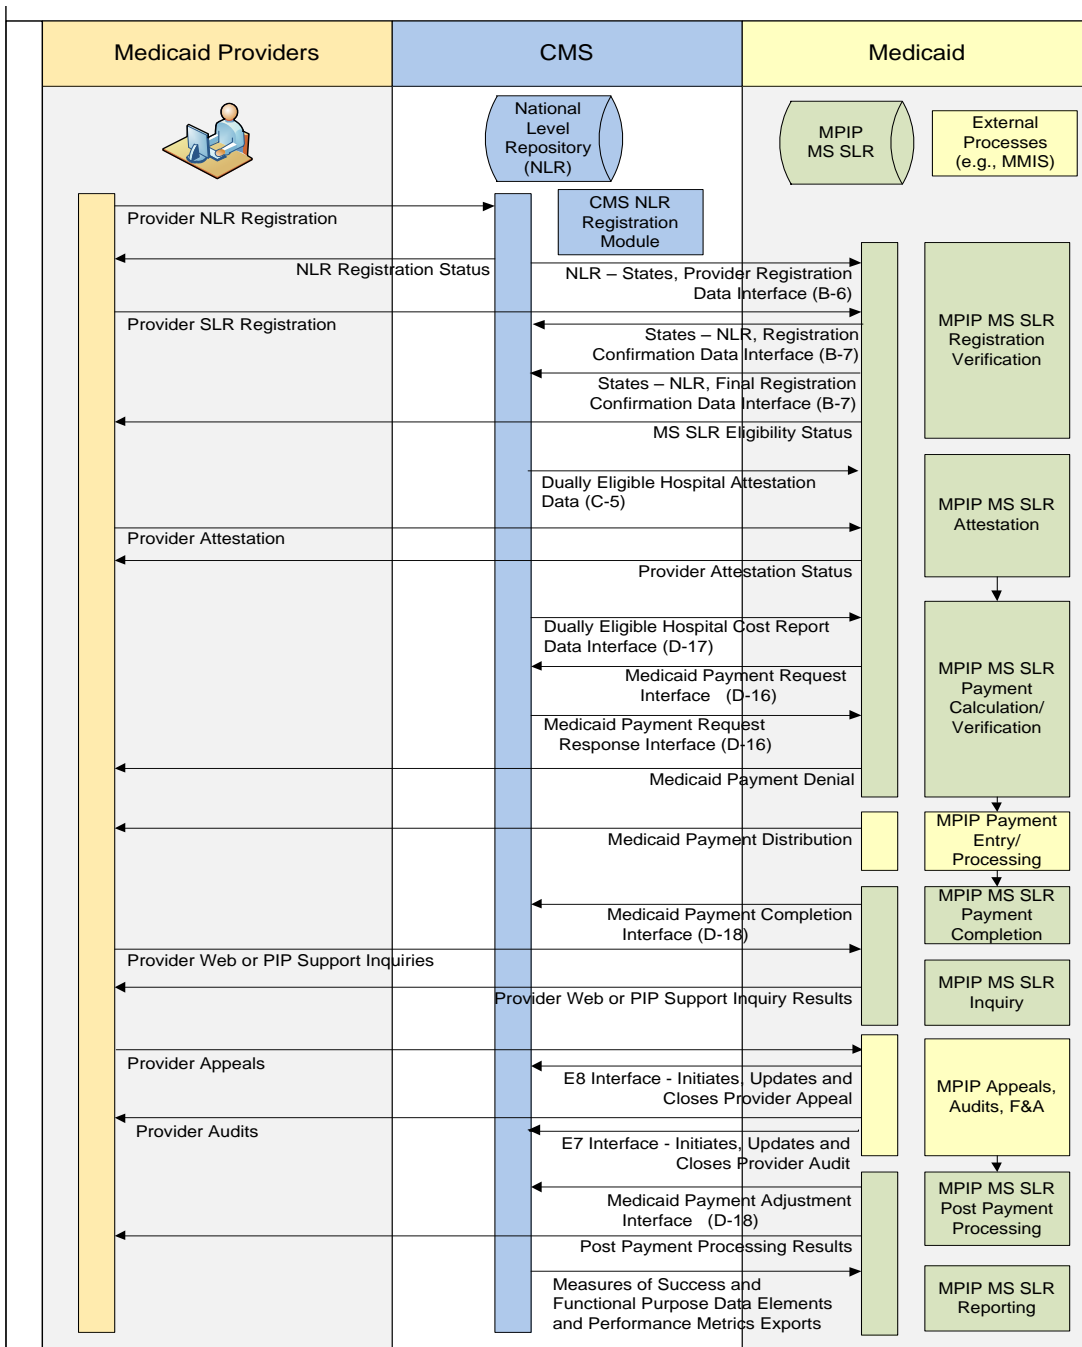 Medicaid Providers
CMS
Medicaid
National
Level
Repository
(NLR)
MPIP
MS SLR
External
Processes
(e.g., MMIS)
CMS NLR
Registration
Module
Provider NLR Registration
NLR Registration Status
NLR – States, Provider Registration
Data Interface (B-6)
Provider SLR Registration
States – NLR, Registration
Confirmation Data Interface (B-7)
MPIP MS SLR
Registration
Verification
States – NLR, Final Registration
Confirmation Data Interface (B-7)
MS SLR Eligibility Status
Dually Eligible Hospital Attestation
Data (C-5)
MPIP MS SLR
Attestation
Provider Attestation
Provider Attestation Status
Dually Eligible Hospital Cost Report
Data Interface (D-17)
Medicaid Payment Request
Interface (D-16)
MPIP MS SLR
Payment
Calculation/
Verification
Medicaid Payment Request
Response Interface (D-16)
Medicaid Payment Denial
Medicaid Payment Distribution
MPIP Payment
Entry/
Processing
Medicaid Payment Completion
Interface (D-18)
MPIP MS SLR
Payment
Completion
Provider Web or PIP Support Inquiries
Provider Web or PIP Support Inquiry Results
MPIP MS SLR
Inquiry
Provider Appeals
E8 Interface - Initiates, Updates and
Closes Provider Appeal
MPIP Appeals,
Audits, F&A
Provider Audits
E7 Interface - Initiates, Updates and
Closes Provider Audit
Medicaid Payment Adjustment
Interface (D-18)
MPIP MS SLR
Post Payment
Processing
Post Payment Processing Results
Measures of Success and
Functional Purpose Data Elements
and Performance Metrics Exports
MPIP MS SLR
Reporting